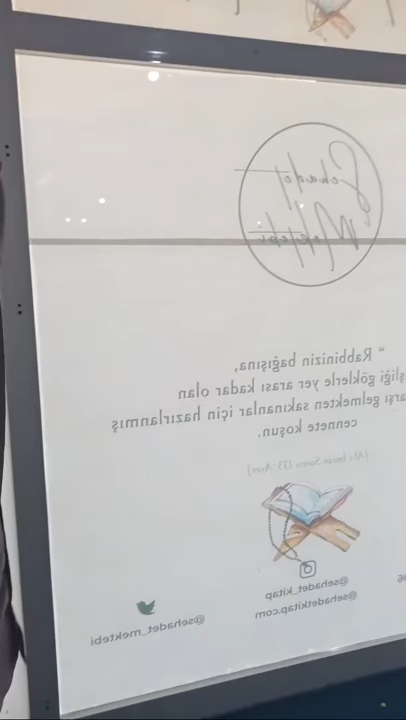 Şehadet
Mektebi
" Rabbinizin bağışına,
şliği göklerle yer arası kadar olan
arşı gelmekten sakınanlar için hazırlanmış
cennete koşun.
(Al-i İmran Suresi 133. Ayet)
@sehadet_kitap
@sehadetkitap.com
@sehadet_mektebi